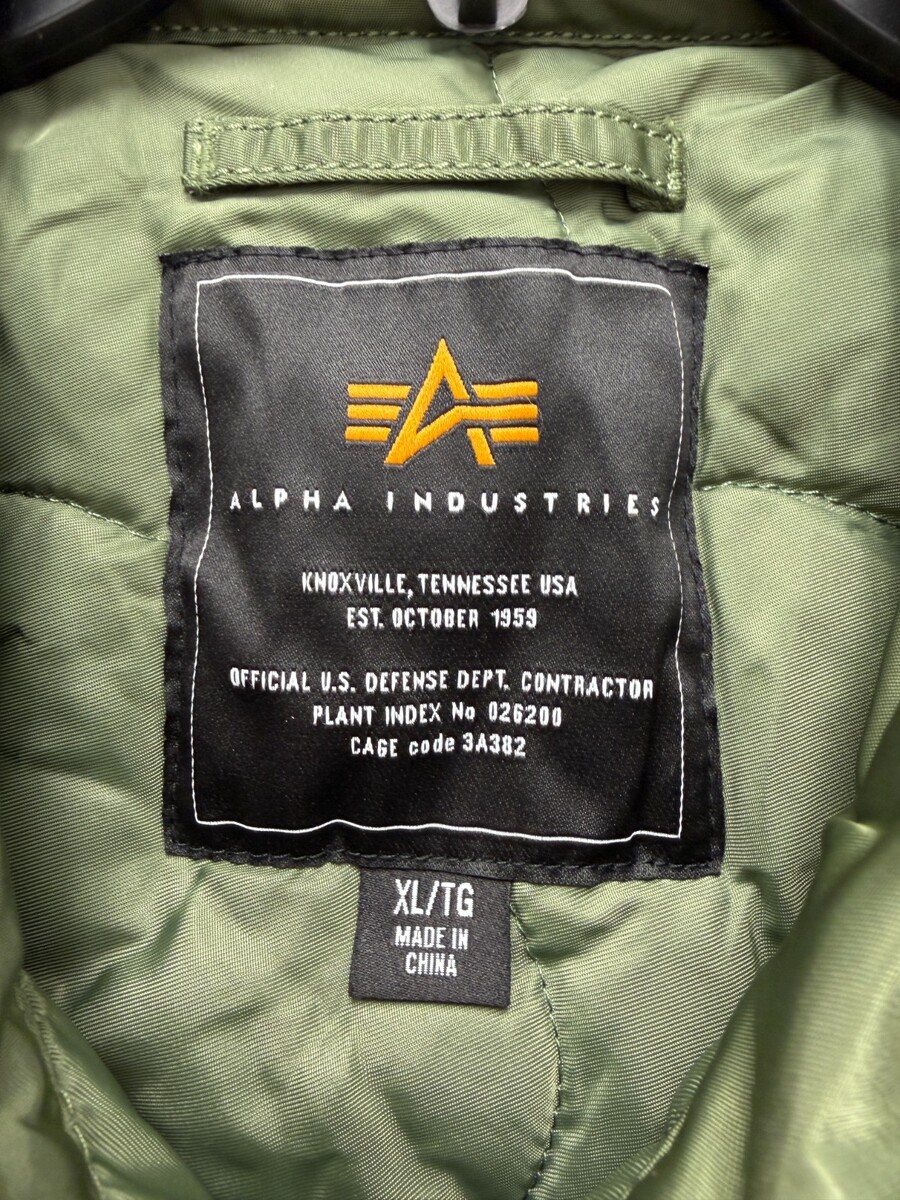 ALPHA INDUSTRIES
KNOXVILLE, TENNESSEE USA
EST. OCTOBER 1959
OFFICIAL U.S. DEFENSE DEPT. CONTRACTOR
PLANT INDEX No 026200
CAGE code 3A382
XL/TG
MADE IN
CHINA